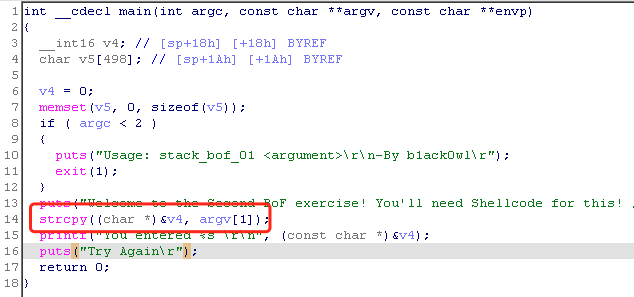 1 int __cdecl main(int argc, const char **argv, const char **envp)
2 {
3 __int16 v4; // [sp+18h] [+18h] BYREF
4 char v5[498]; // [sp+1Ah] [+1Ah] BYREF
5
6 v4 = 0;
7 memset(v5, 0, sizeof(v5));
8 if ( argc < 2 )
9 {
10 puts("Usage: stack_bof_01 <argument>\r\n-By b1ack0wl\r");
11 exit(1);
12 }
13 puts("Welcome to the Second BoF exercise! You'll need Shellcode for this! ;
14 strcpy((char *)&v4, argv[1]);
15 printf("You entered %s \r\n", (const char *)&v4);
16 puts("Try Again\r");
17 return 0;
18 }